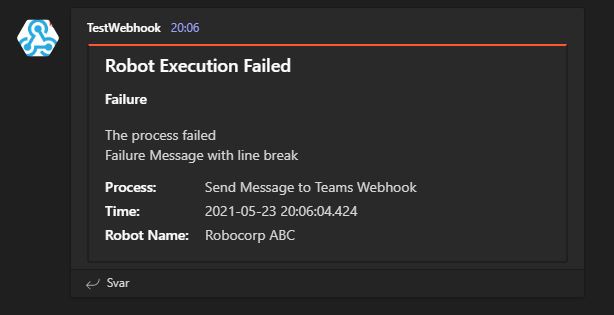 TestWebhook 20:06
Robot Execution Failed
Failure
The process failed
Failure Message with line break
Process: Send Message to Teams Webhook
Time: 2021-05-23 20:06:04.424
Robot Name: Robocorp ABC
Svar